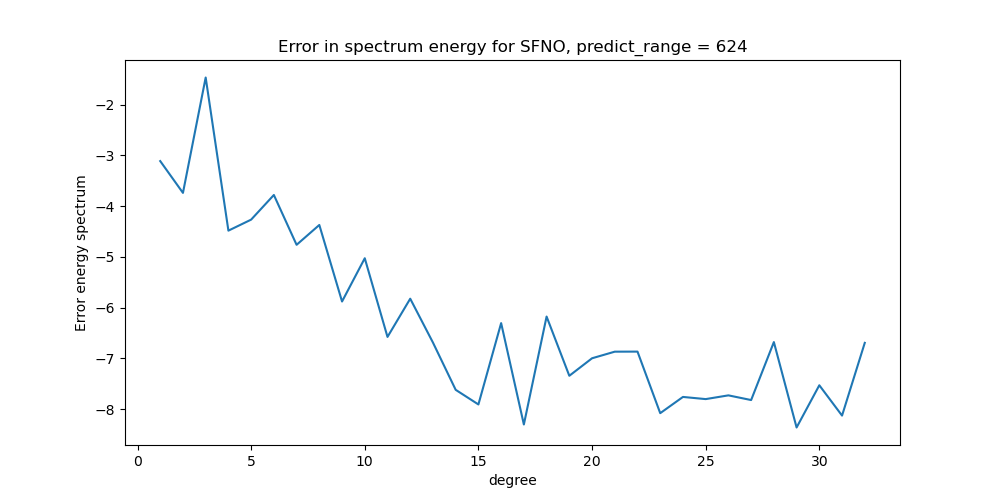 Error in spectrum energy for SFNO, predict_range = 624
Error energy spectrum
−2
−3
−4
−5
−6
−7
−8
0 5 10 15 20 25 30
degree